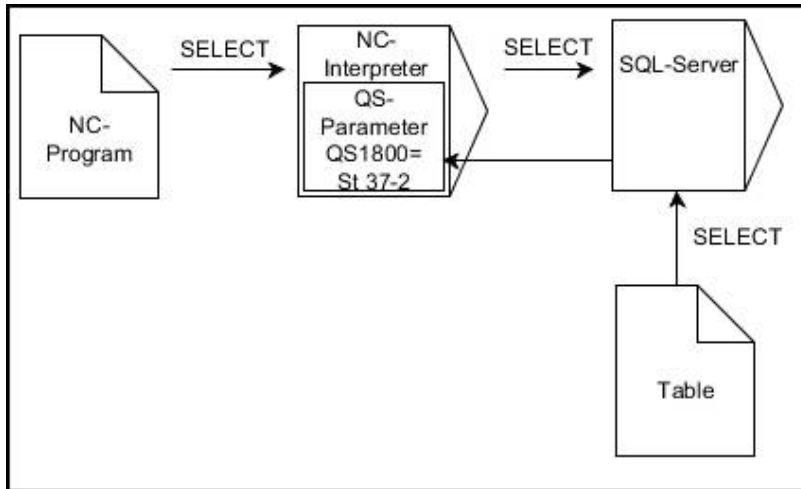 NC-
Program
SELECT
NC-
Interpreter
QS-
Parameter
QS1800=
St 37-2
SELECT
SQL-Server
SELECT
Table